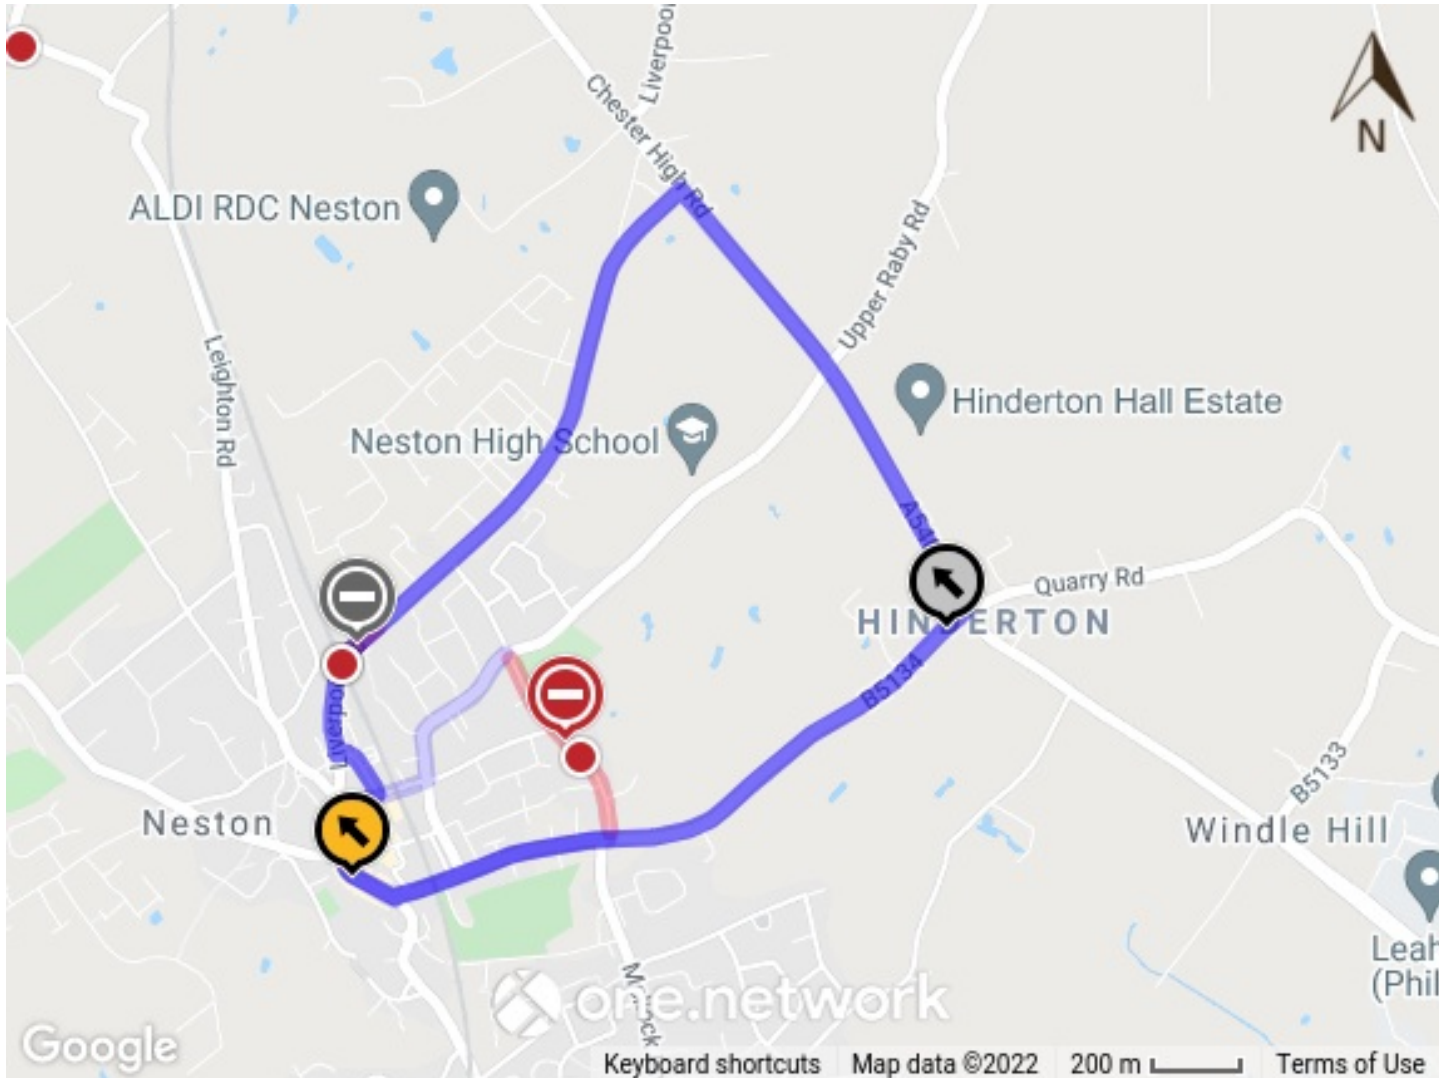 Liverpoo
Chester High Rd
N
ALDI RDC Neston
Upper Raby Rd
Leighton Rd
Hinderton Hall Estate
Neston High School
Quarry Rd
HINDERTON
B5134
Liverpoo
B5133
Neston
Windle Hill
Leah
(Phil
one.network
Google
Keyboard shortcuts
Map data ©2022
200 m
Terms of Use